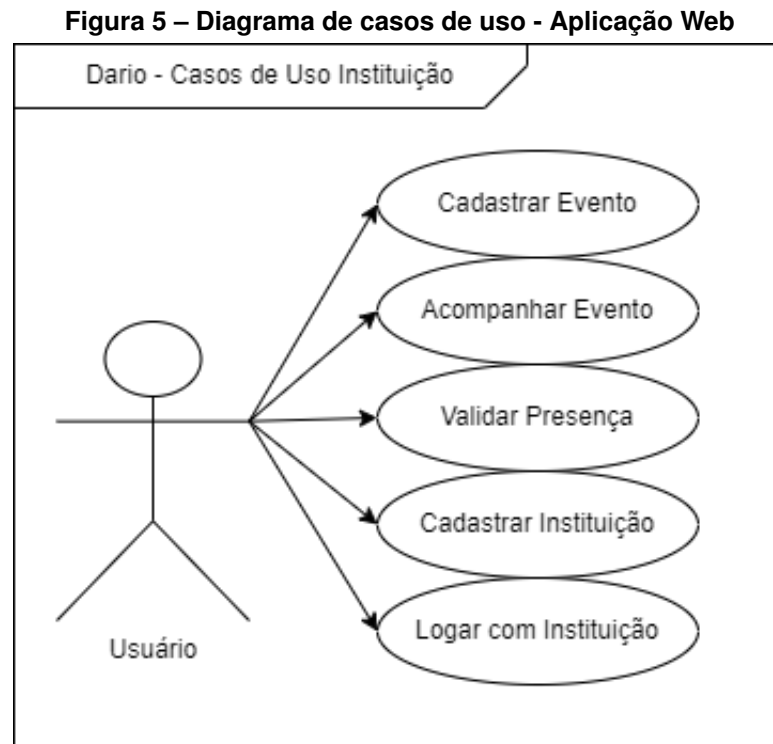 Figura 5 – Diagrama de casos de uso - Aplicação Web
Dario - Casos de Uso Instituição
Cadastrar Evento
Acompanhar Evento
Validar Presença
Cadastrar Instituição
Logar com Instituição
Usuário